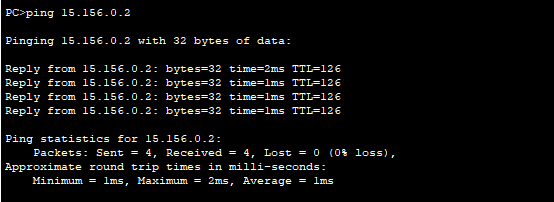 PC>ping 15.156.0.2
Pinging 15.156.0.2 with 32 bytes of data:
Reply from 15.156.0.2: bytes=32 time=2ms TTL=126
Reply from 15.156.0.2: bytes=32 time=1ms TTL=126
Reply from 15.156.0.2: bytes=32 time=1ms TTL=126
Reply from 15.156.0.2: bytes=32 time=1ms TTL=126
Ping statistics for 15.156.0.2:
Packets: Sent = 4, Received = 4, Lost = 0 (0% loss),
Approximate round trip times in milli-seconds:
Minimum = 1ms, Maximum = 2ms, Average = 1ms